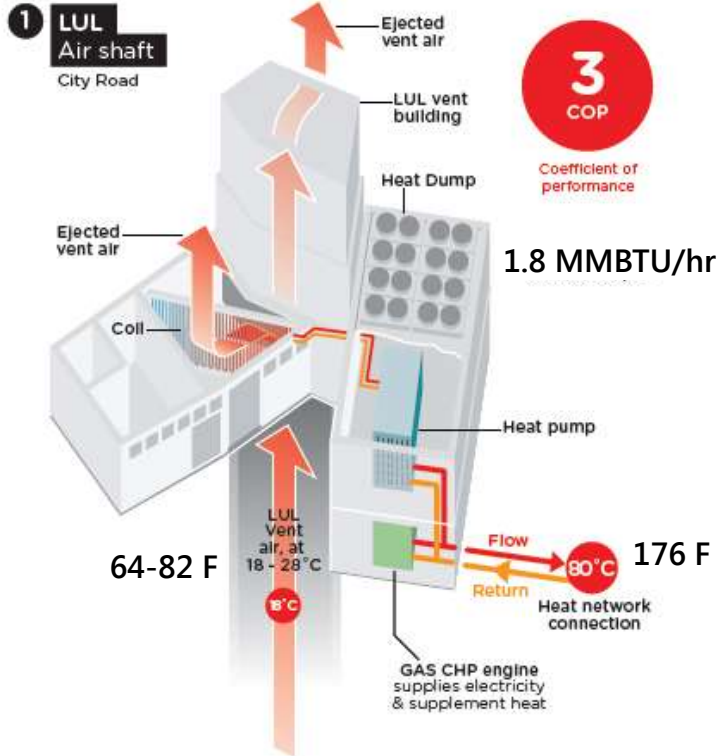 1
LUL
Air shaft
City Road
Ejected
vent air
LUL vent
building
3
COP
Coefficient of
performance
Heat Dump
1.8 MMBTU/hr
Ejected
vent air
Coil
Heat pump
LUL
Vent
air, at
18 - 28°C
64-82 F
18°C
Flow
Return
80°C
176 F
Heat network
connection
GAS CHP engine
supplies electricity
& supplement heat